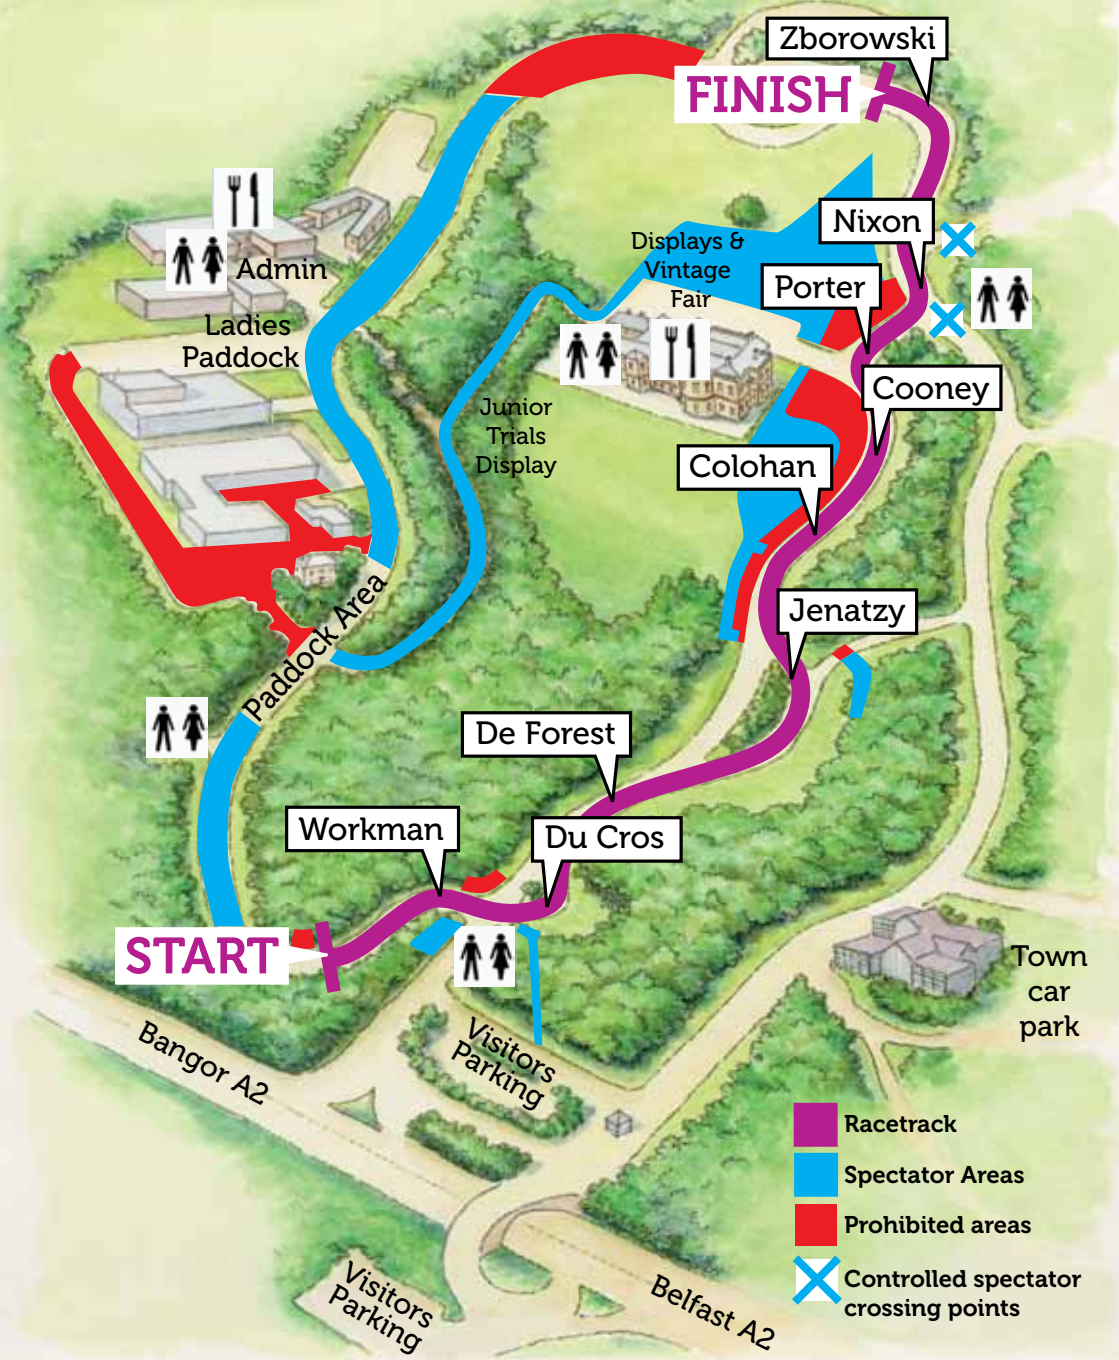 Zborowski
FINISH
Nixon
Displays &
Vintage
Fair
Porter
Admin
Ladies
Paddock
Cooney
Junior
Trials
Display
Colohan
Paddock Area
Jenatzy
De Forest
Workman
Du Cros
START
Town
car
park
Visitors
Parking
Bangor A2
Racetrack
Spectator Areas
Prohibited areas
Controlled spectator
crossing points
Visitors
Parking
Belfast A2